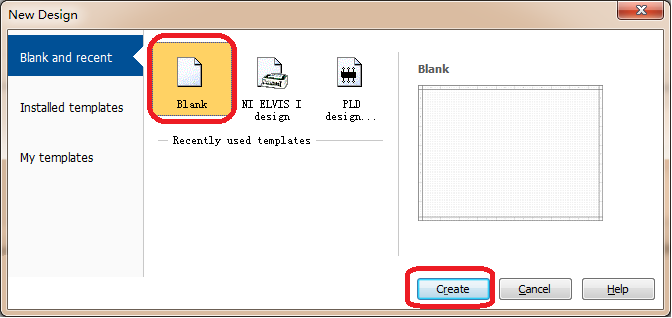 New Design
Blank and recent
Installed templates
My templates
Blank
NI ELVIS I
design
PLD
design...
Recently used templates
Blank
Create
Cancel
Help